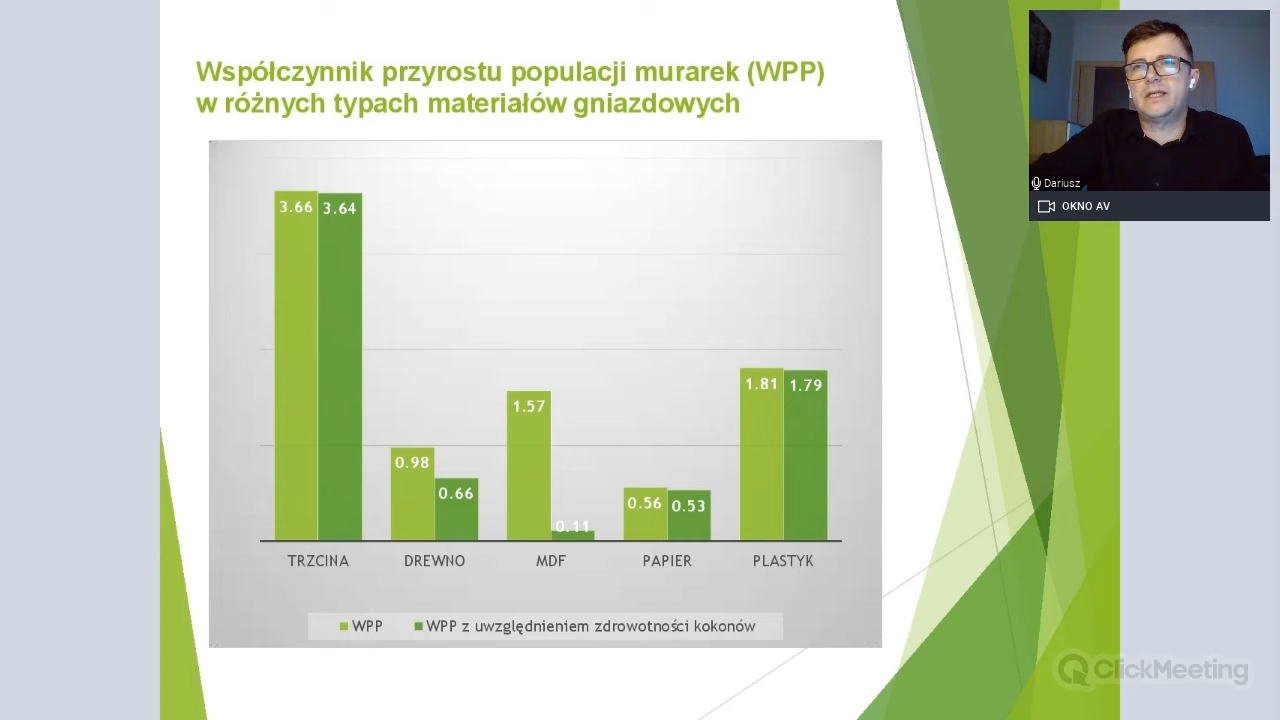 Współczynnik przyrostu populacji murarek (WPP)
w różnych typach materiałów gniazdowych
3.66
3.64
0.98
0.66
1.57
0.11
0.56
0.53
1.81
1.79
TRZCINA
DREWNO
MDF
PAPIER
PLASTYK
WPP
WPP z uwzględnieniem zdrowotności kokonów
Dariusz
OKNO AV
ClickMeeting